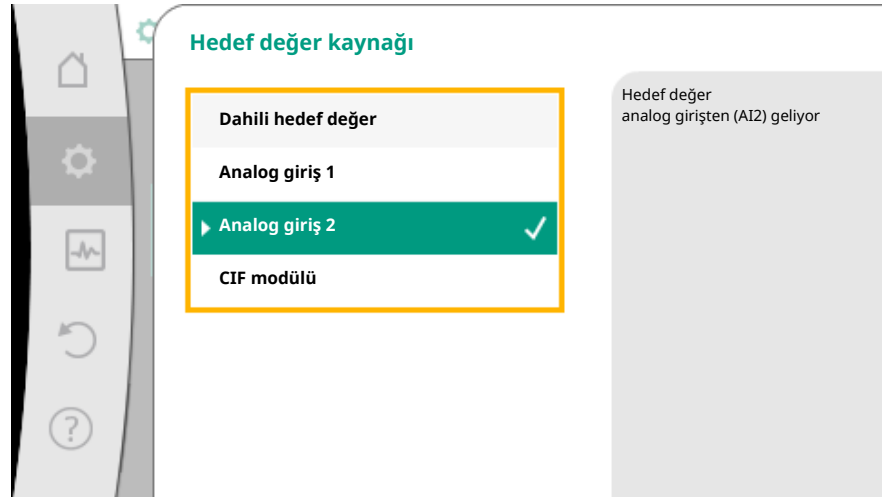 Hedef değer kaynağı
Dahili hedef değer
Analog giriş 1
Analog giriş 2
CIF modülü
Hedef değer
analog girişten (AI2) geliyor